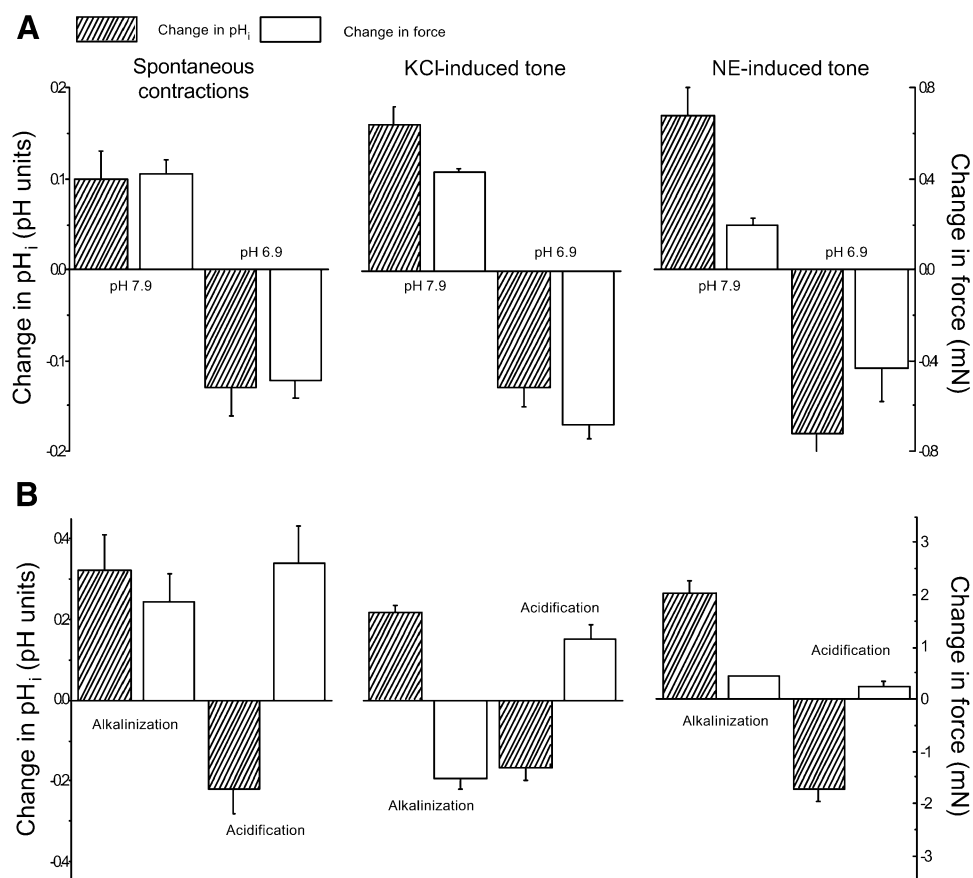 A
Change in pHi
Change in force
Spontaneous
contractions
KCl-induced tone
NE-induced tone
Change in pHi (pH units)
0.2
0.1
0.0
-0.1
-0.2
pH 7.9
pH 6.9
pH 7.9
pH 6.9
pH 7.9
pH 6.9
0.8
0.4
0.0
-0.4
-0.8
Change in force (mN)
B
Change in pHi (pH units)
0.4
0.2
0.0
-0.2
-0.4
Alkalinization
Acidification
Alkalinization
Acidification
Alkalinization
Acidification
3
2
1
0
-1
-2
-3
Change in force (mN)